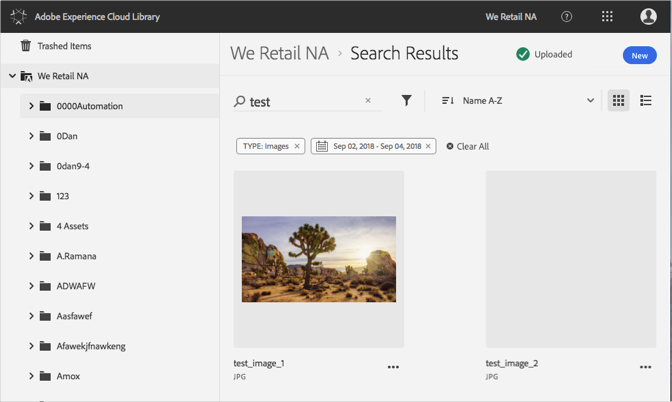 Adobe Experience Cloud Library
We Retail NA
Trashed Items
We Retail NA
0000Automation
0Dan
0dan9-4
123
4 Assets
A.Ramana
ADWAFW
Aasfawef
Afawekjfnawkeng
Amox
We Retail NA › Search Results
Uploaded
New
test
Name A-Z
TYPE: Images
Sep 02, 2018 - Sep 04, 2018
Clear All
test_image_1
JPG
test_image_2
JPG